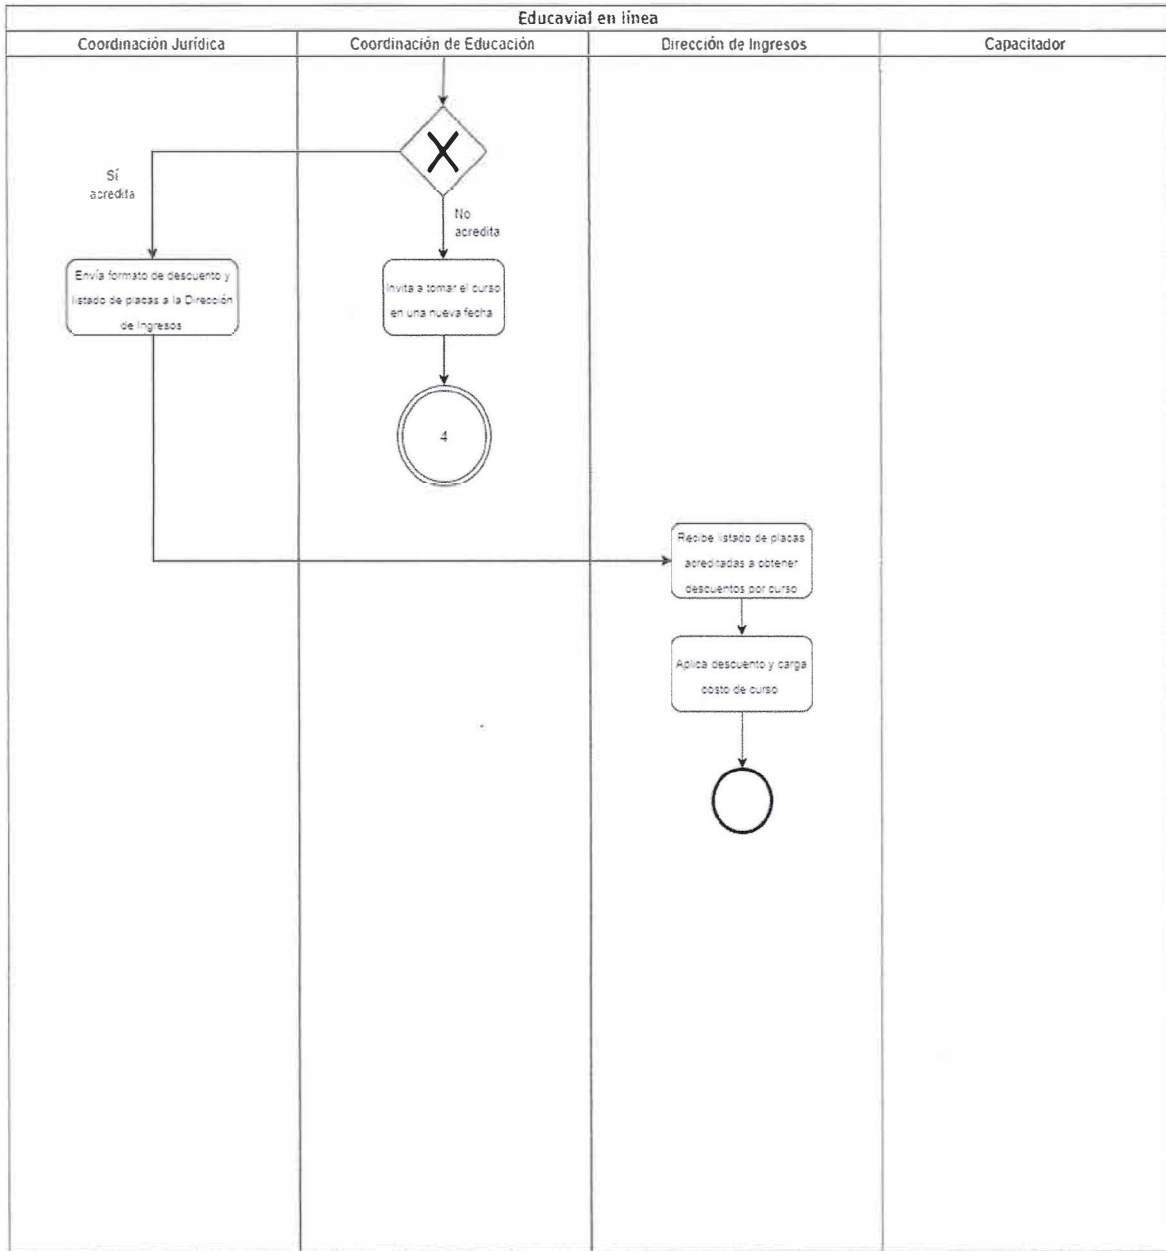 Educavial en línea
Coordinación Jurídica
Coordinación de Educación
Dirección de Ingresos
Capacitador
X
Sí
acredita
No
acredita
Envía formato de descuento y
listado de placas a la Dirección
de Ingresos
Invita a tomar el curso
en una nueva fecha
4
Recibe listado de placas
acreditadas a obtener
descuentos por curso
Aplica descuento y carga
costo de curso